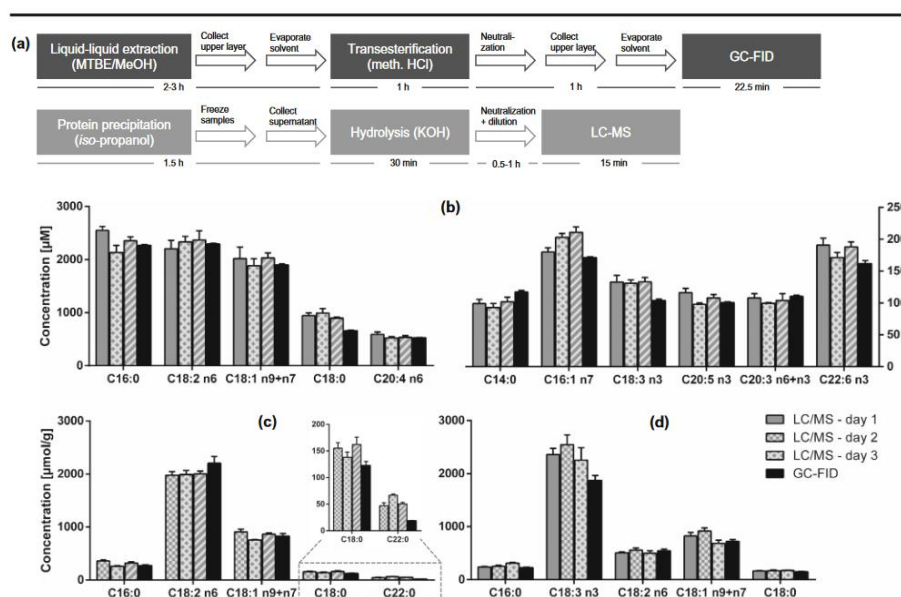 (a)
Liquid-liquid extraction
(MTBE/MeOH)
Collect
upper layer
Evaporate
solvent
Transesterification
(meth. HCl)
Neutrali-
zation
Collect
upper layer
Evaporate
solvent
GC-FID
2-3 h
1 h
1 h
22.5 min
Protein precipitation
(iso-propanol)
Freeze
samples
Collect
supernatant
Hydrolysis (KOH)
Neutralization
+ dilution
LC-MS
1.5 h
30 min
0.5-1 h
15 min
(b)
Concentration [µM]
3000
2000
1000
0
C16:0 C18:2 n6 C18:1 n9+n7 C18:0 C20:4 n6
250
200
150
100
50
0
C14:0 C16:1 n7 C18:3 n3 C20:5 n3 C20:3 n6+n3 C22:6 n3
(c)
Concentration [µmol/g]
3000
2000
1000
0
C16:0 C18:2 n6 C18:1 n9+n7 C18:0 C22:0
200
150
100
50
0
C18:0 C22:0
(d)
3000
2000
1000
0
C16:0 C18:3 n3 C18:2 n6 C18:1 n9+n7 C18:0
LC/MS - day 1
LC/MS - day 2
LC/MS - day 3
GC-FID